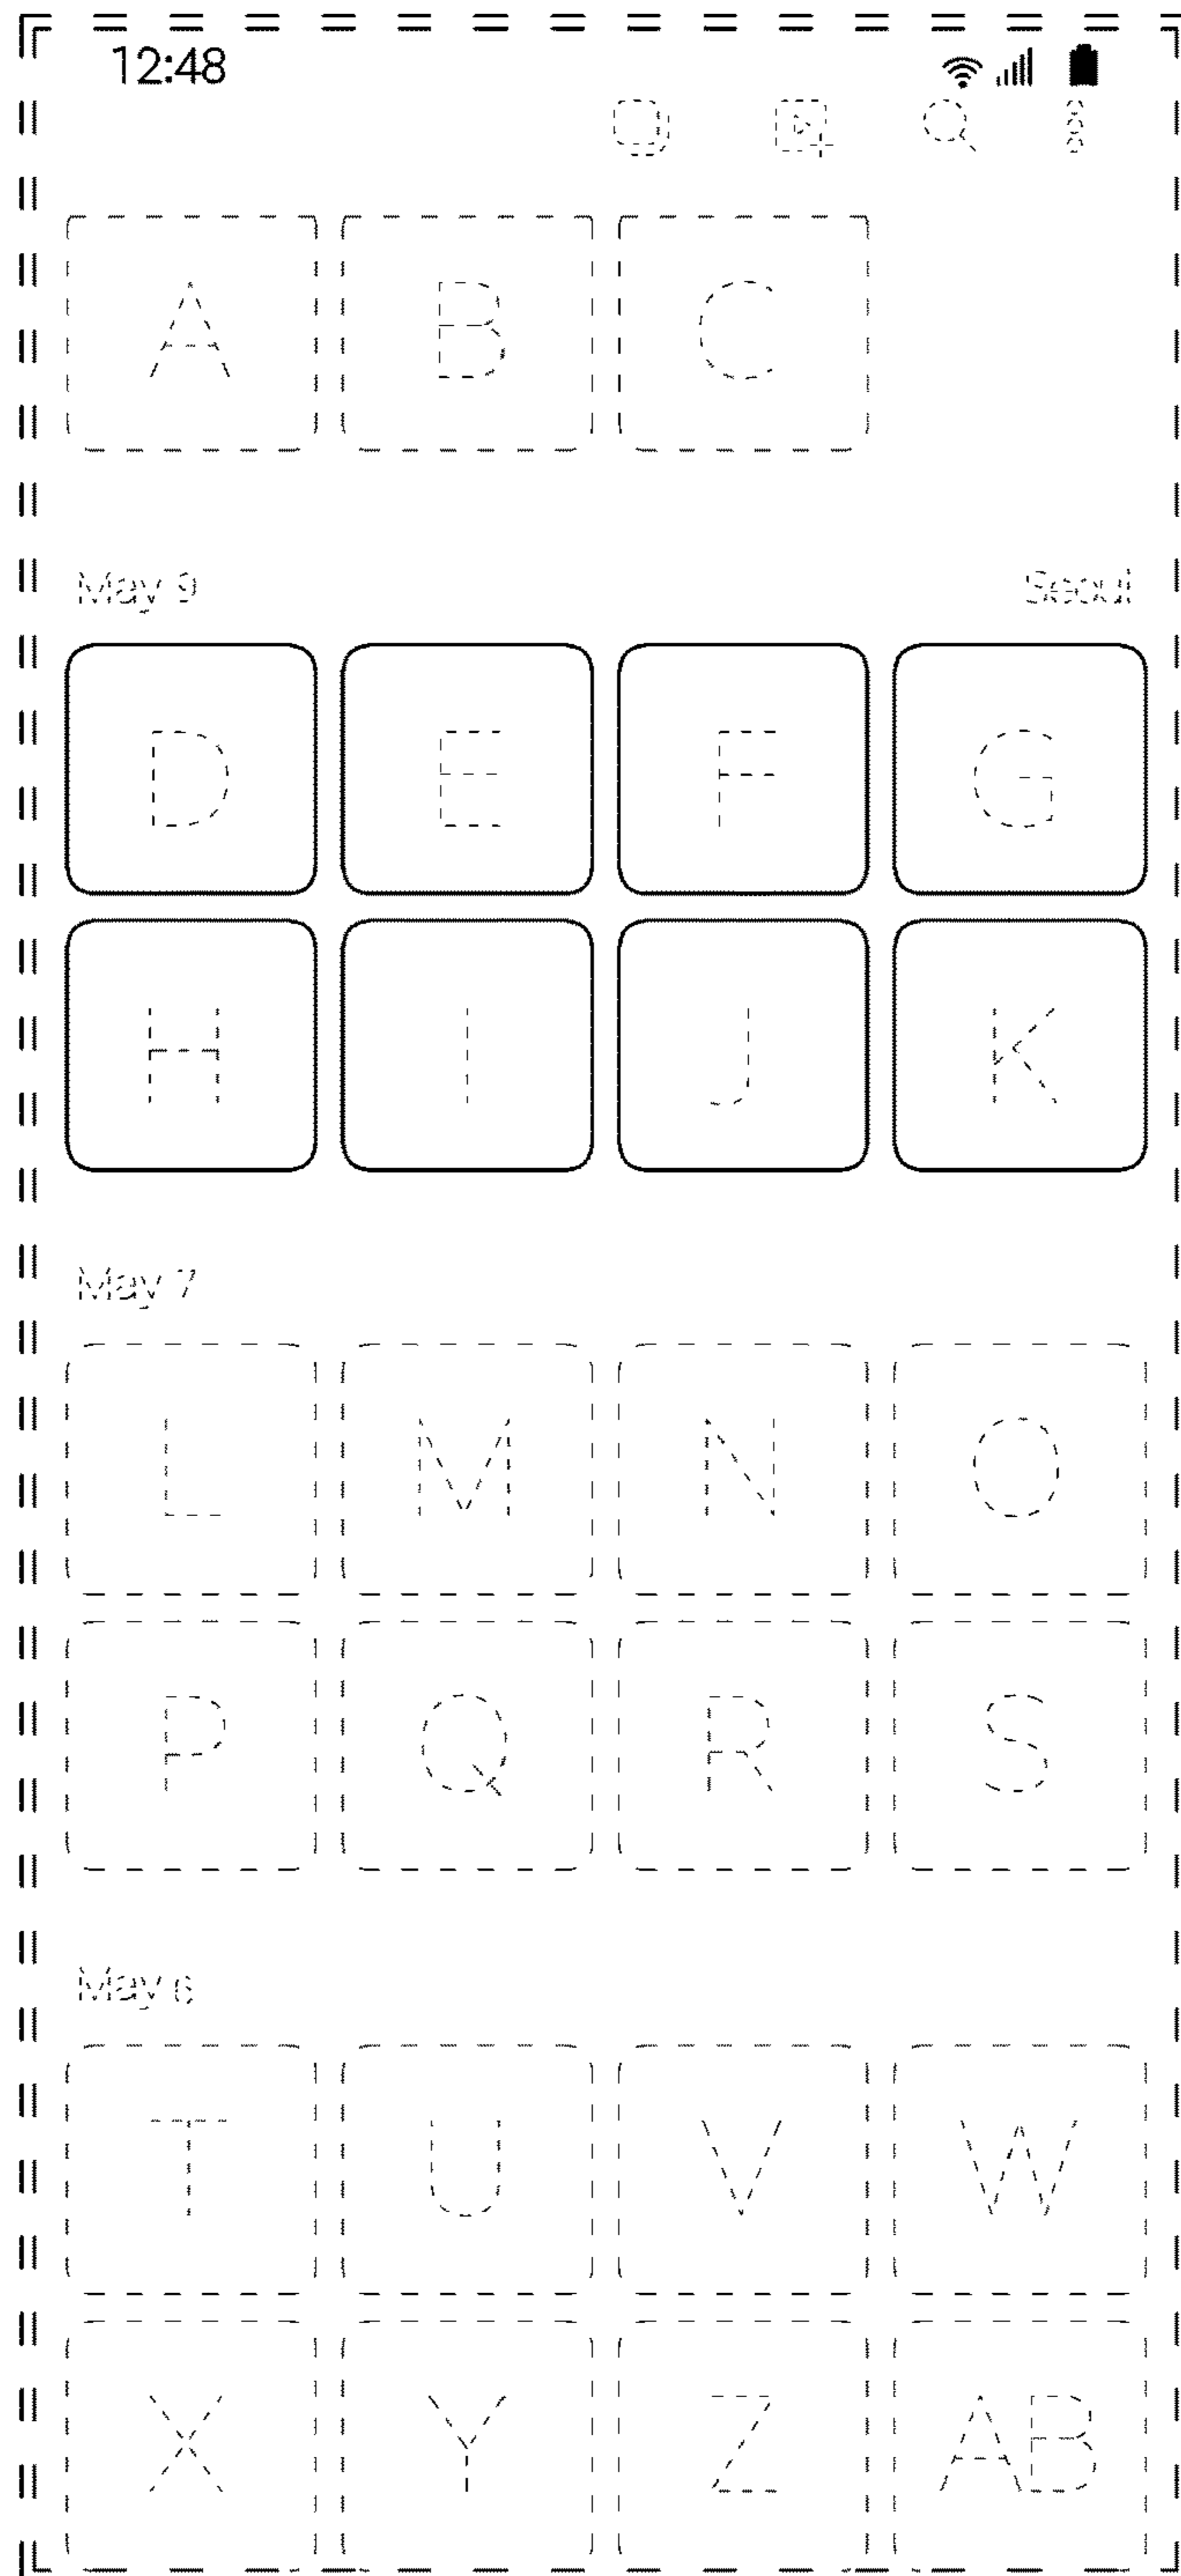 12:48
A B C
May 9 Seoul
D E F G
H I J K
May 7
L M N O
P Q R S
May 6
T U V W
X Y Z AB